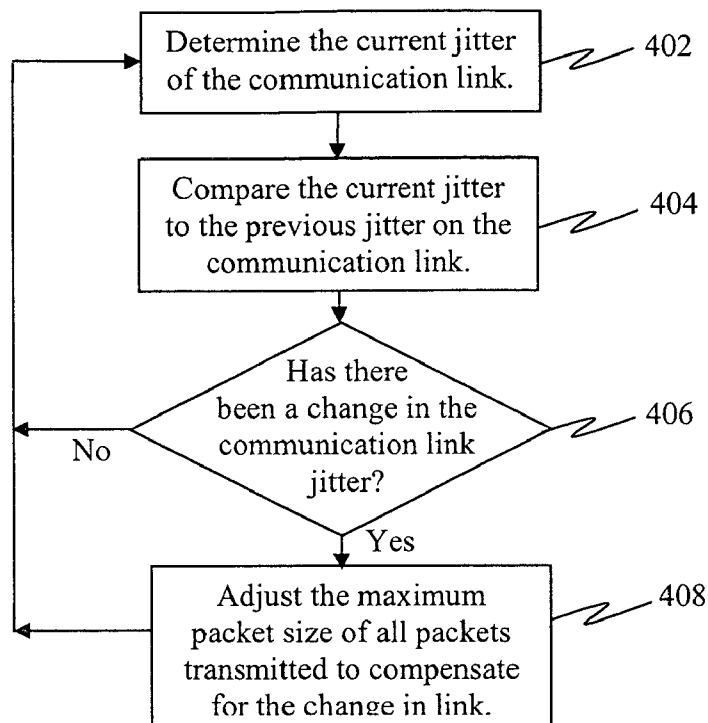 Determine the current jitter
of the communication link.
402
Compare the current jitter
to the previous jitter on the
communication link.
404
Has there
been a change in the
communication link
jitter?
406
No
Yes
Adjust the maximum
packet size of all packets
transmitted to compensate
for the change in link.
408